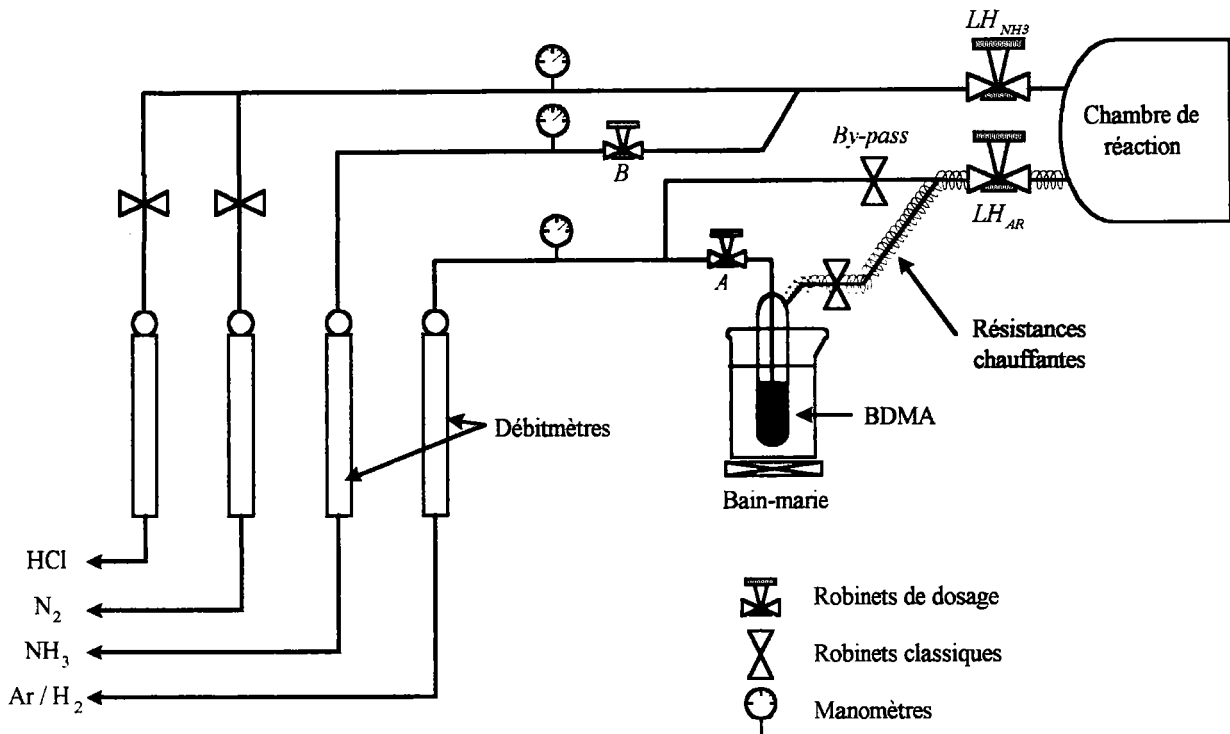 LH NH3
Chambre de
réaction
By-pass
B
LH AR
A
Résistances
chauffantes
Débitmètres
BDMA
Bain-marie
HCl
N2
NH3
Ar / H2
Robinets de dosage
Robinets classiques
Manomètres